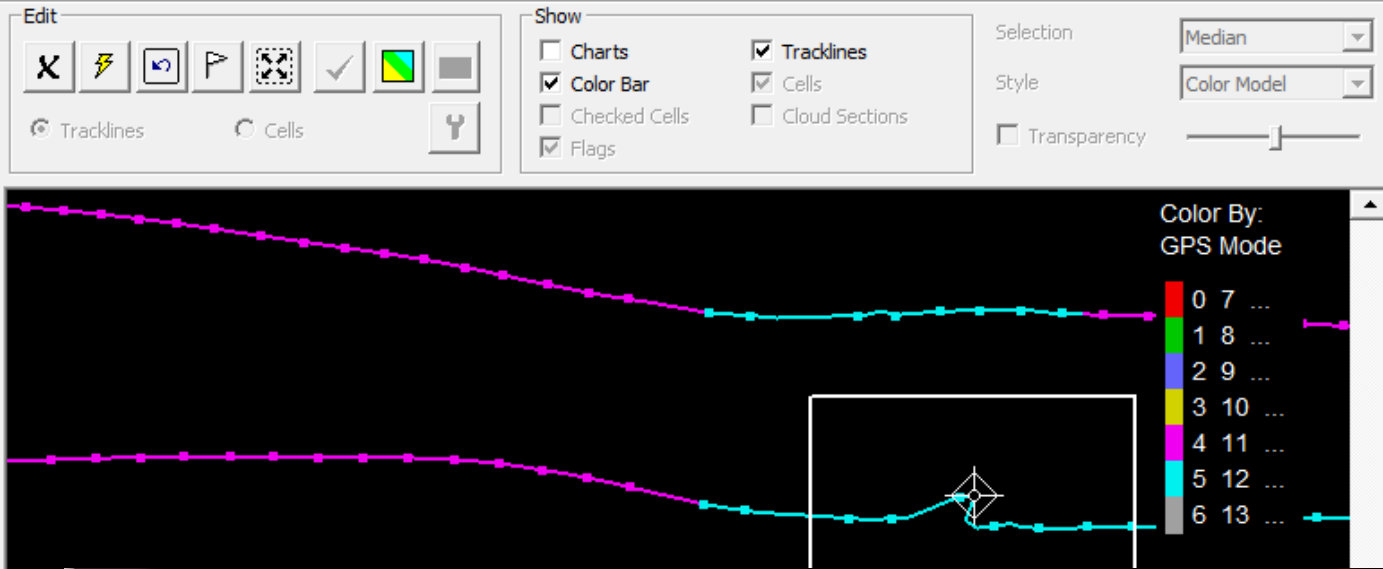 Edit
Tracklines
Cells
Show
Charts
Tracklines
Color Bar
Cells
Checked Cells
Cloud Sections
Flags
Selection
Median
Style
Color Model
Transparency
Color By:
GPS Mode
0 7 ...
1 8 ...
2 9 ...
3 10 ...
4 11 ...
5 12 ...
6 13 ...